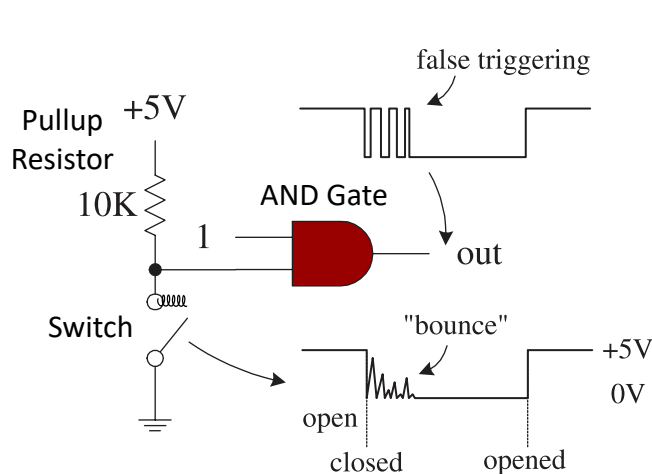 false triggering
+5V
Pullup
Resistor
10K
AND Gate
1
out
Switch
"bounce"
+5V
0V
open
closed
opened